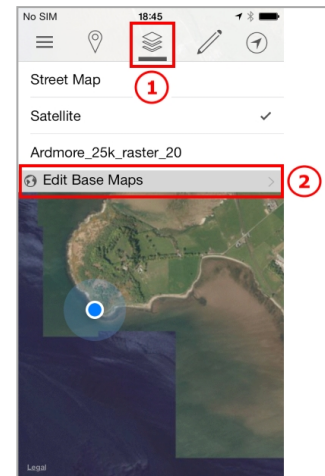 No SIM 18:45
1
Street Map
Satellite
Ardmore_25k_raster_20
Edit Base Maps
2
Legal